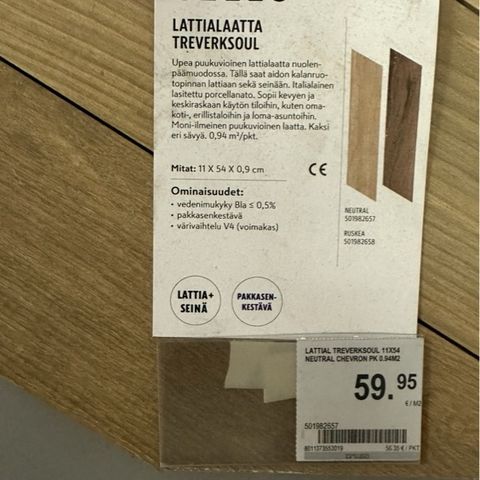 LATTIALAATTA
TREVERKSOUL
Upea puukuvioinen lattialaatta nuolen-
päämuodossa. Tällä saat aidon kalanruo-
topinnan lattiaan sekä seinään. Italialainen
lasitettu porcellanato. Sopii kevyen ja
keskiraskaan käytön tiloihin, kuten oma-
koti-, erillistaloihin ja loma-asuntoihin.
Moni-ilmeinen puukuvioinen laatta. Kaksi
eri sävyä. 0,94 m²/pkt.
Mitat: 11 X 54 X 0,9 cm
CE
Ominaisuudet:
• vedenimukyky BIa ≤ 0,5%
• pakkasenkestävä
• värivaihtelu V4 (voimakas)
NEUTRAL
501982657
RUSKEA
501982658
LATTIA+
SEINÄ
PAKKASEN-
KESTÄVÄ
LATTIAL TREVERKSOUL 11X54
NEUTRAL CHEVRON PK 0.94M2
59.95
€/M2
501982657
56.35 €/PKT